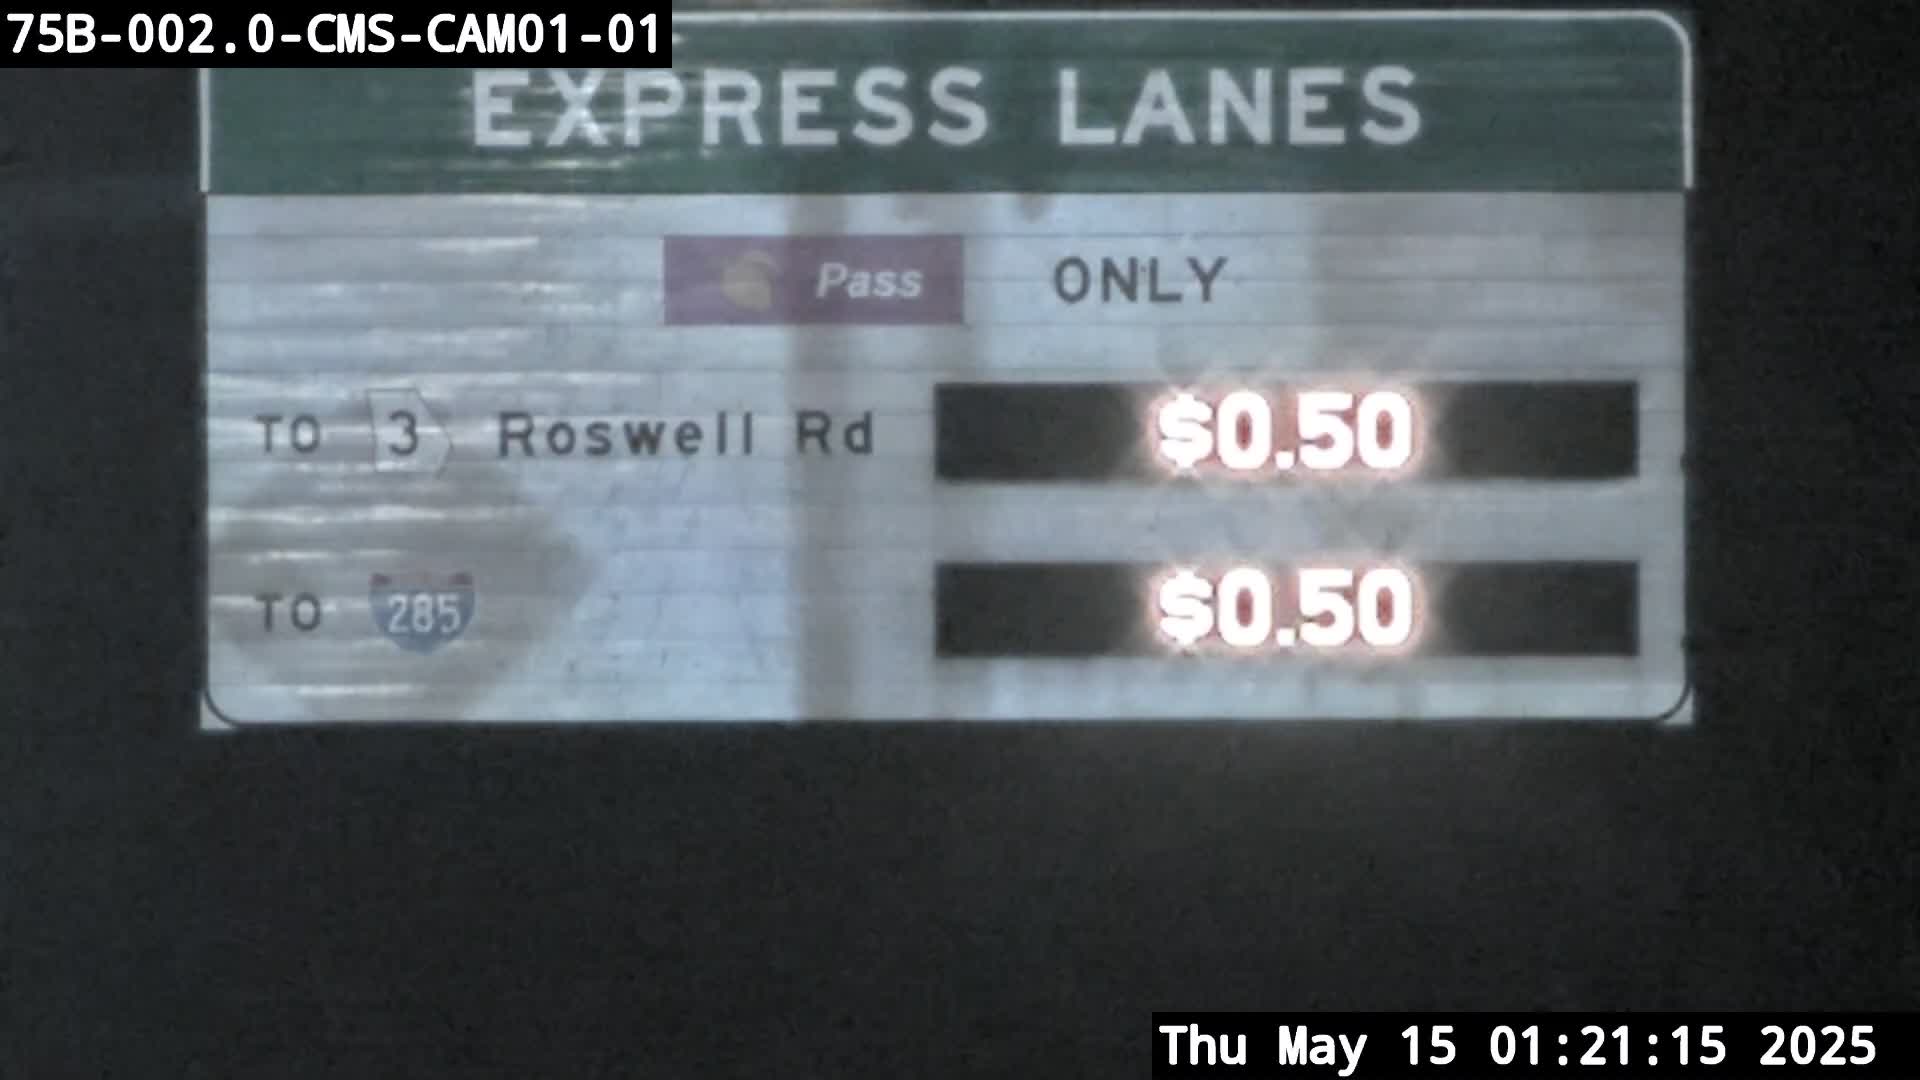 75B-002.0-CMS-CAM01-01
EXPRESS LANES
Pass ONLY
TO 3 Roswell Rd $0.50
TO 285 $0.50
Thu May 15 01:21:15 2025